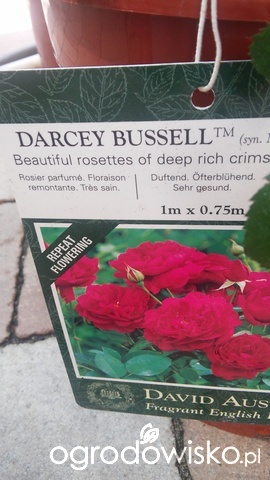 DARCEY BUSSELL™ (syn.
Beautiful rosettes of deep rich crims
Rosier parfumé. Floraison remontante. Très sain.
Duftend. Öfterblühend. Sehr gesund.
1m x 0.75m
REPEAT
FLOWERING
DAVID AUS
Fragrant English
ogrodowisko.pl